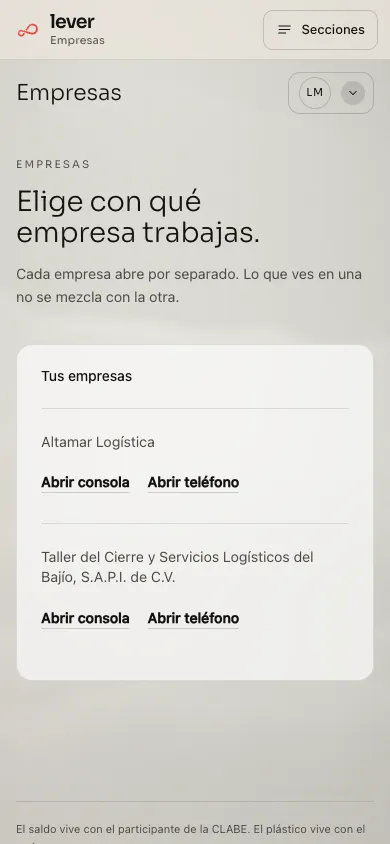 lever
Empresas
Secciones
Empresas
LM
EMPRESAS
Elige con qué
empresa trabajas.
Cada empresa abre por separado. Lo que ves en una
no se mezcla con la otra.
Tus empresas
Altamar Logística
Abrir consola Abrir teléfono
Taller del Cierre y Servicios Logísticos del
Bajío, S.A.P.I. de C.V.
Abrir consola Abrir teléfono
El saldo vive con el participante de la CLABE. El plástico vive con el